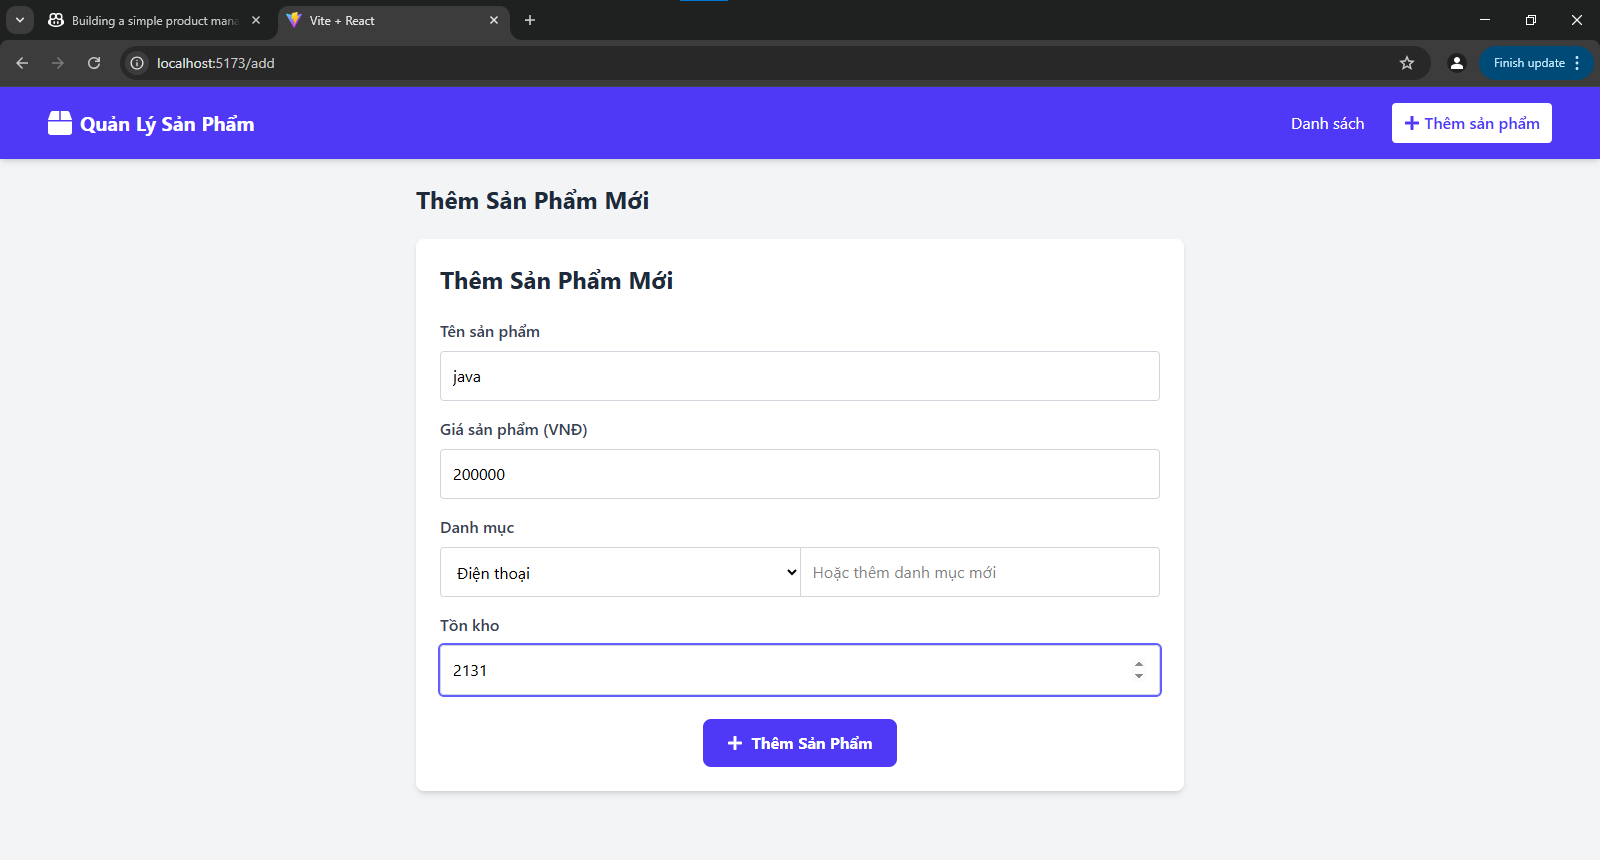 Building a simple product mana
Vite + React
localhost:5173/add
Finish update
Quản Lý Sản Phẩm
Danh sách
Thêm sản phẩm
Thêm Sản Phẩm Mới
Thêm Sản Phẩm Mới
Tên sản phẩm
java
Giá sản phẩm (VNĐ)
200000
Danh mục
Điện thoại
Hoặc thêm danh mục mới
Tồn kho
2131
Thêm Sản Phẩm